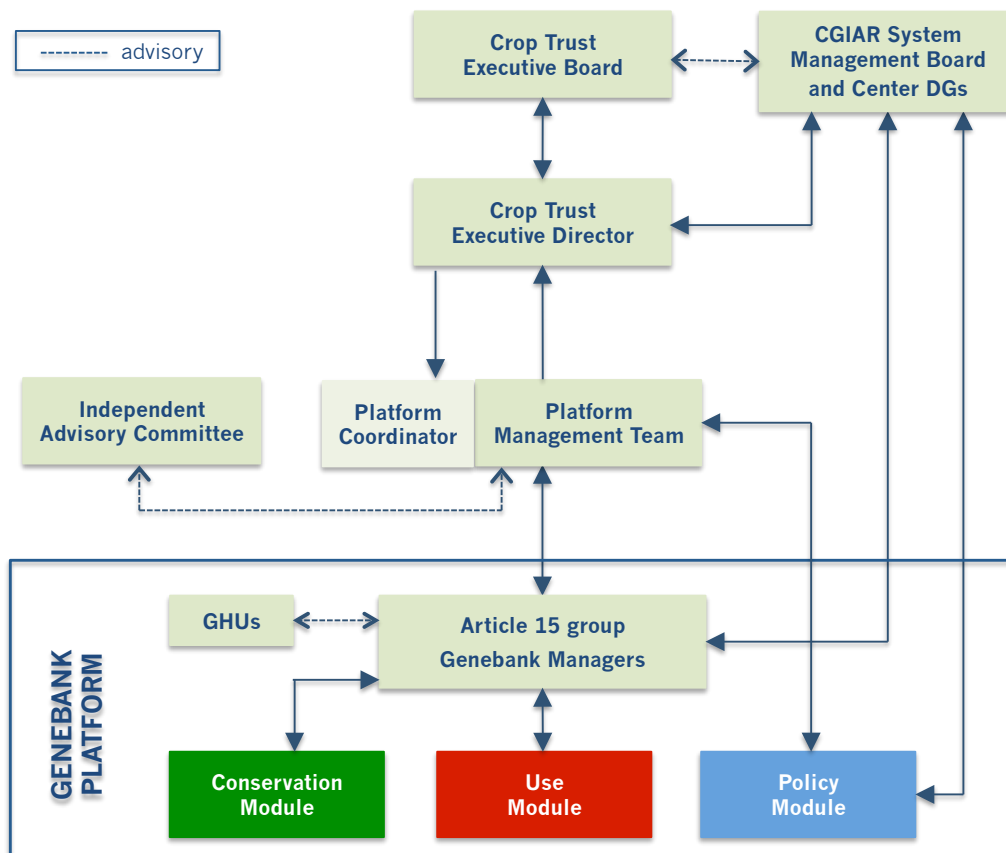 advisory
Crop Trust
Executive Board
CGIAR System
Management Board
and Center DGs
Crop Trust
Executive Director
Independent
Advisory Committee
Platform
Coordinator
Platform
Management Team
GHUs
Article 15 group
Genebank Managers
GENEBANK
PLATFORM
Conservation
Module
Use
Module
Policy
Module